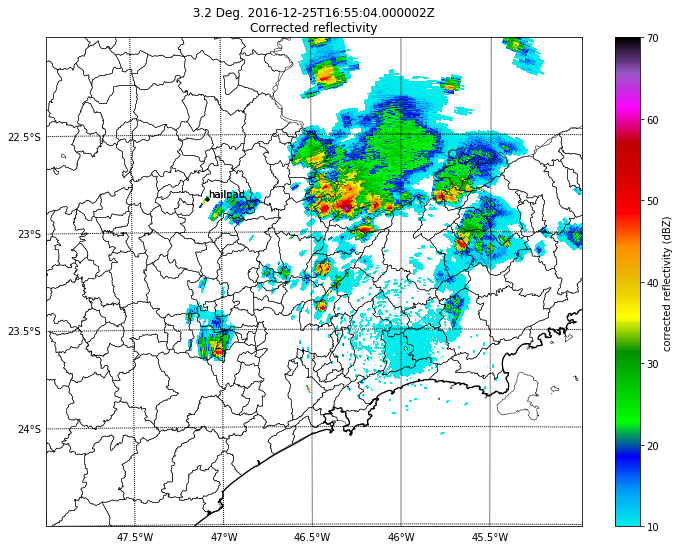 3.2 Deg. 2016-12-25T16:55:04.000002Z
Corrected reflectivity
hailpad
22.5°S
23°S
23.5°S
24°S
47.5°W
47°W
46.5°W
46°W
45.5°W
70
60
50
40
30
20
10
corrected reflectivity (dBZ)